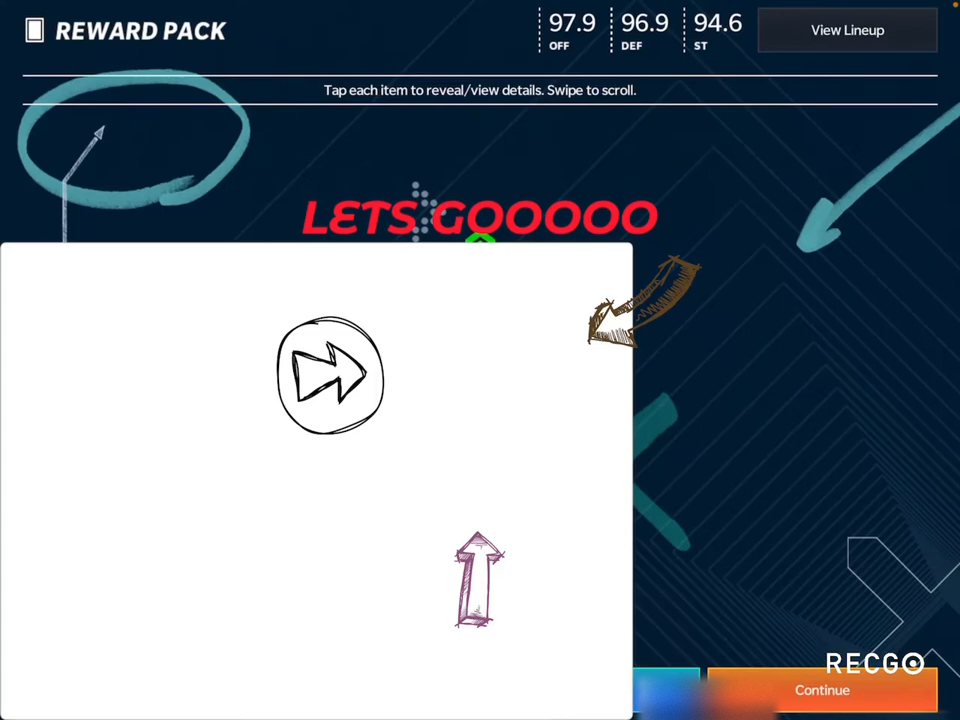 REWARD PACK
97.9 96.9 94.6
OFF DEF ST
View Lineup
Tap each item to reveal/view details. Swipe to scroll.
LETS GOOOOO
RECGO
Continue